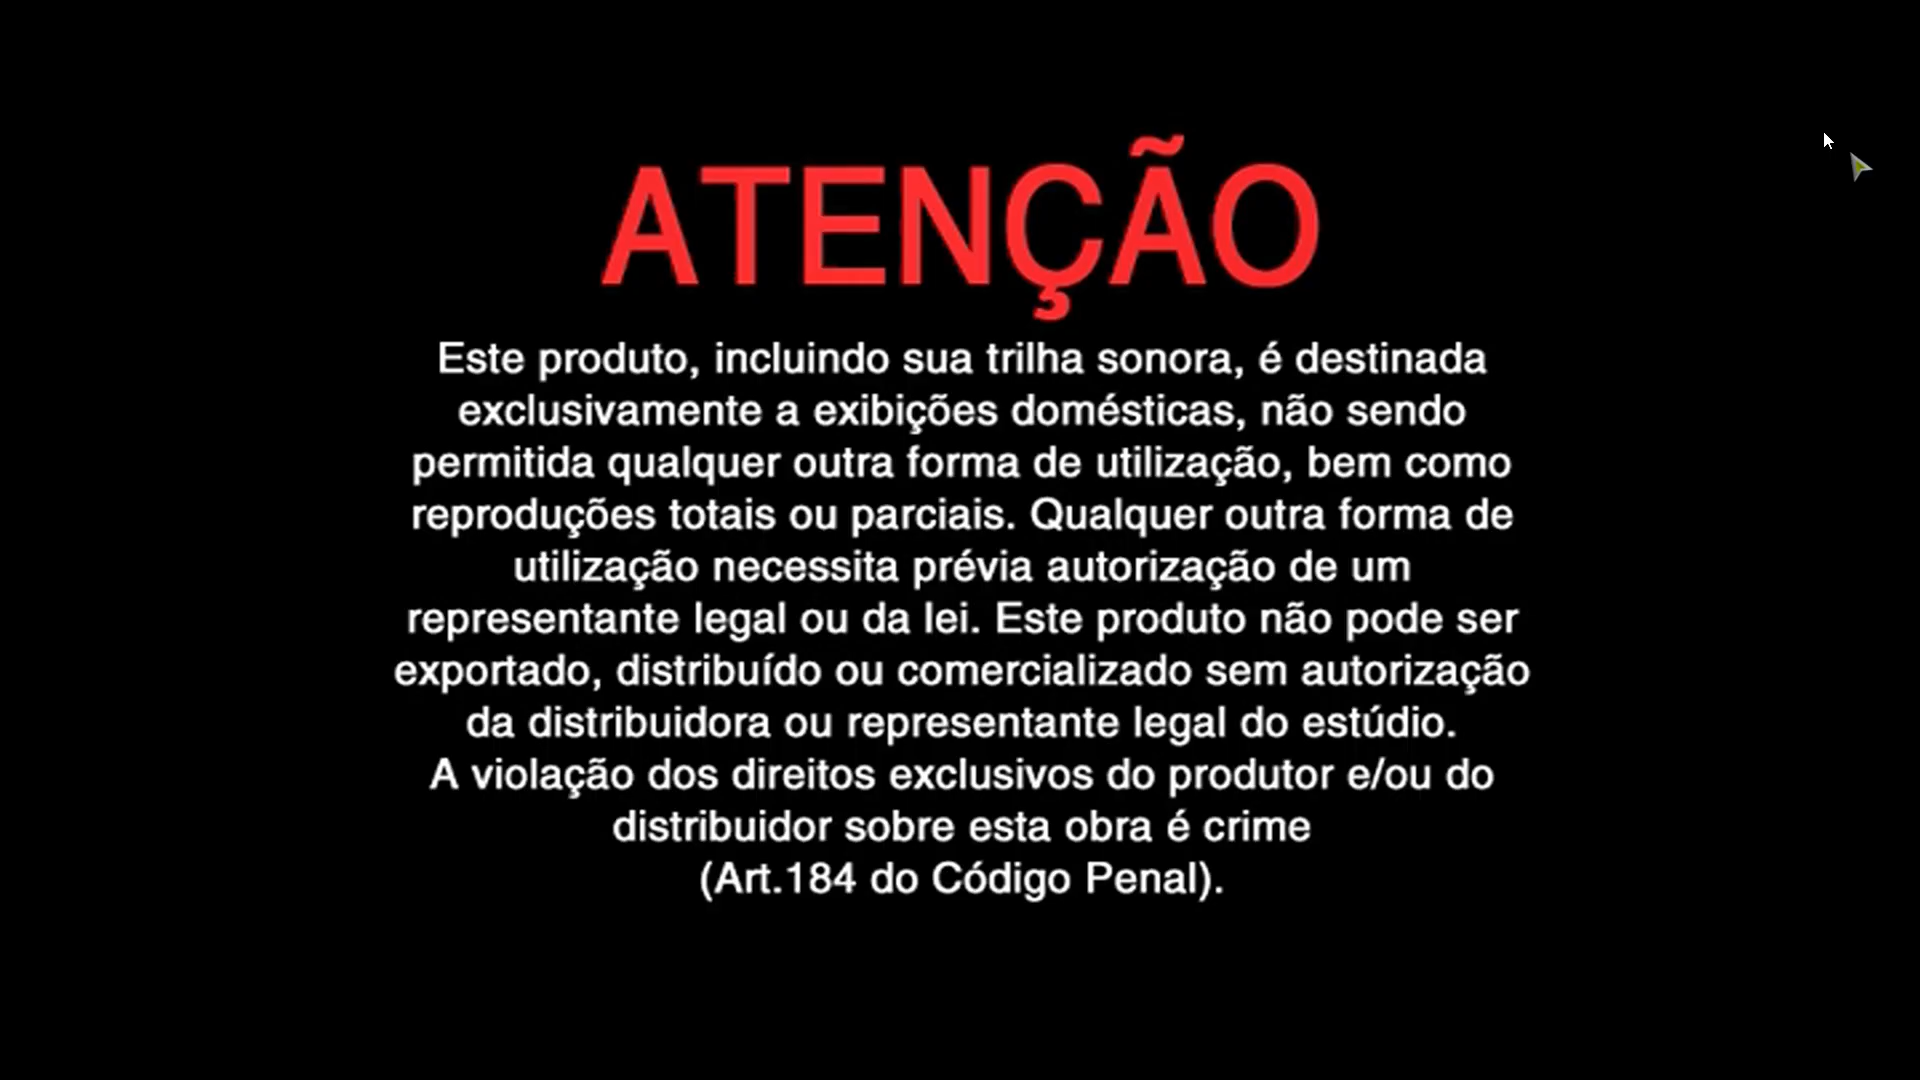 ATENÇÃO
Este produto, incluindo sua trilha sonora, é destinada
exclusivamente a exibições domésticas, não sendo
permitida qualquer outra forma de utilização, bem como
reproduções totais ou parciais. Qualquer outra forma de
utilização necessita prévia autorização de um
representante legal ou da lei. Este produto não pode ser
exportado, distribuído ou comercializado sem autorização
da distribuidora ou representante legal do estúdio.
A violação dos direitos exclusivos do produtor e/ou do
distribuidor sobre esta obra é crime
(Art.184 do Código Penal).